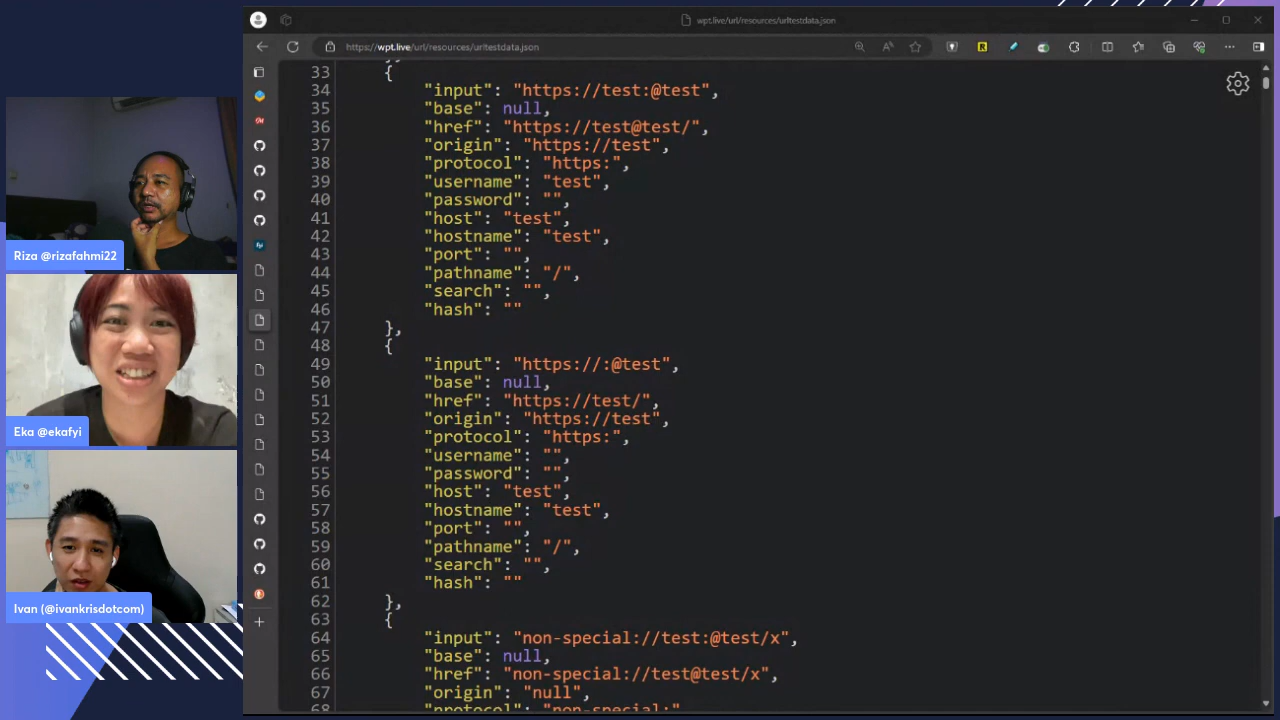 wpt.live/url/resources/urltestdata.json
https://wpt.live/url/resources/urltestdata.json
33 {
34 "input": "https://test:@test",
35 "base": null,
36 "href": "https://test@test/",
37 "origin": "https://test",
38 "protocol": "https:",
39 "username": "test",
40 "password": "",
41 "host": "test",
42 "hostname": "test",
43 "port": "",
44 "pathname": "/",
45 "search": "",
46 "hash": ""
47 },
48 {
49 "input": "https://:@test",
50 "base": null,
51 "href": "https://test/",
52 "origin": "https://test",
53 "protocol": "https:",
54 "username": "",
55 "password": "",
56 "host": "test",
57 "hostname": "test",
58 "port": "",
59 "pathname": "/",
60 "search": "",
61 "hash": ""
62 },
63 {
64 "input": "non-special://test:@test/x",
65 "base": null,
66 "href": "non-special://test@test/x",
67 "origin": "null",
68 "protocol": "non-special:"
Riza @rizafahmi22
Eka @ekafyi
Ivan (@ivankrisdotcom)